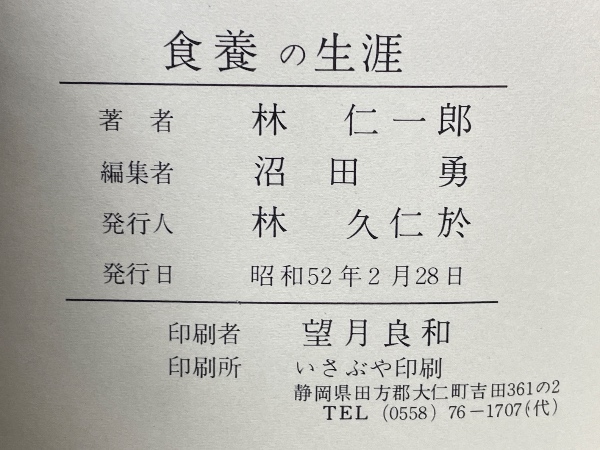 食養の生涯
著者 林 仁一郎
編集者 沼田 勇
発行人 林 久仁於
発行日 昭和52年2月28日
印刷者 望月良和
印刷所 いさぶや印刷
静岡県田方郡大仁町吉田361の2
TEL (0558) 76-1707(代)